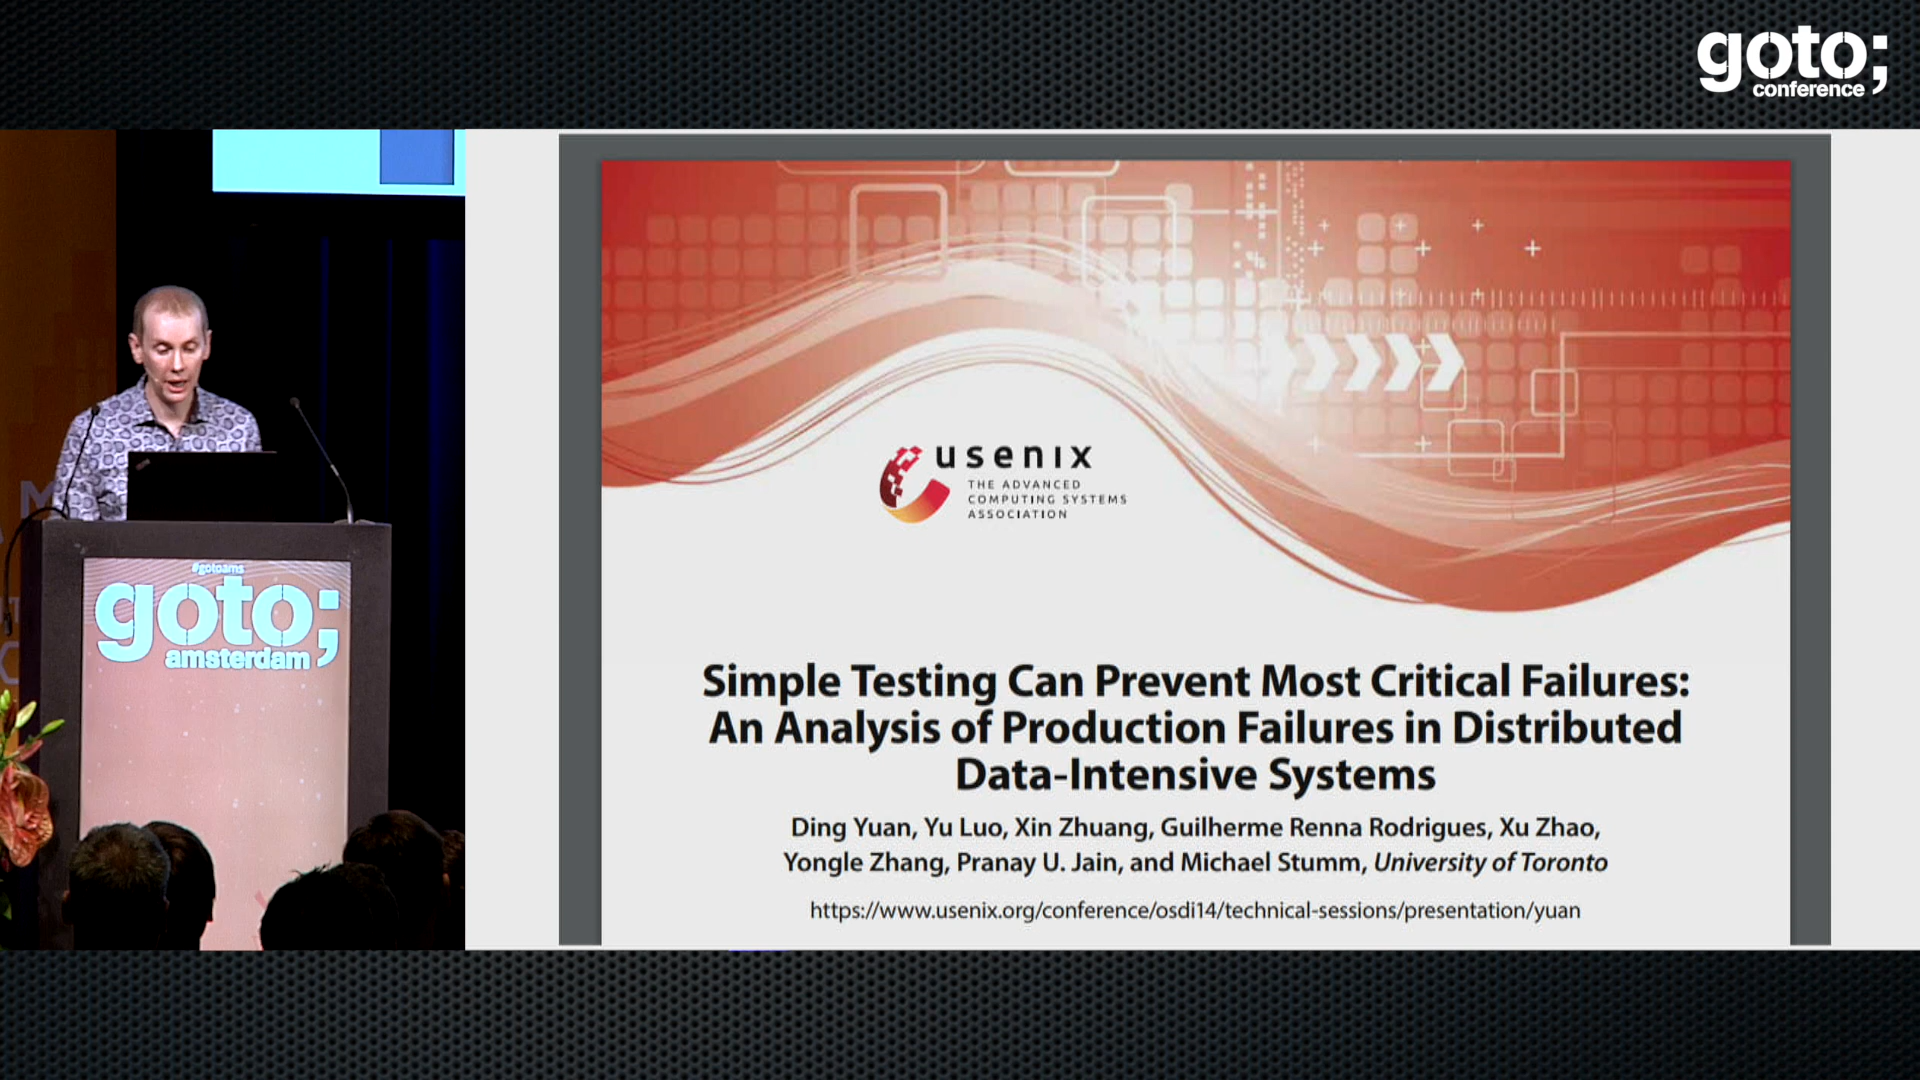 goto;
conference
#gotoams
goto;
amsterdam
usenix
THE ADVANCED
COMPUTING SYSTEMS
ASSOCIATION
Simple Testing Can Prevent Most Critical Failures:
An Analysis of Production Failures in Distributed
Data-Intensive Systems
Ding Yuan, Yu Luo, Xin Zhuang, Guilherme Renna Rodrigues, Xu Zhao,
Yongle Zhang, Pranay U. Jain, and Michael Stumm, University of Toronto
https://www.usenix.org/conference/osdi14/technical-sessions/presentation/yuan